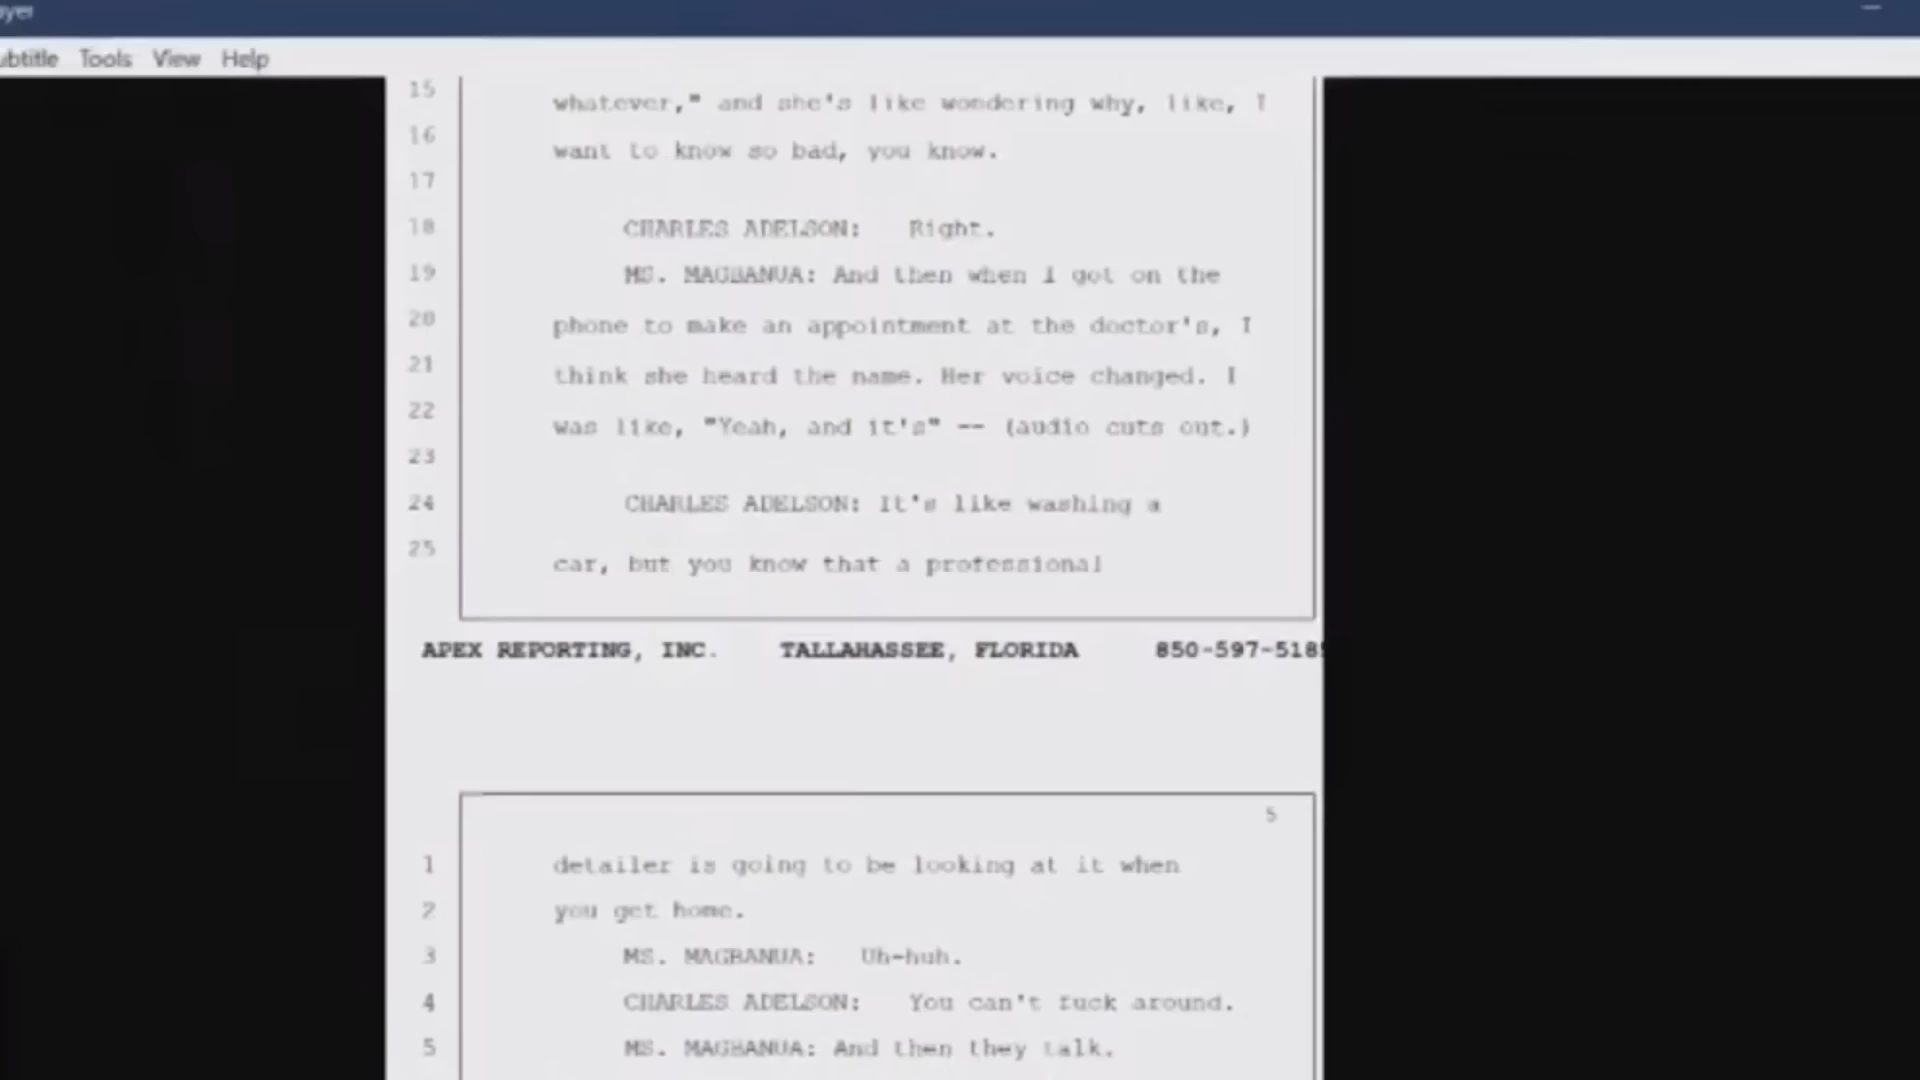 ayer
ubtitle Tools View Help
15 whatever," and she's like wondering why, like, I
16 want to know so bad, you know.
17
18 CHARLES ADELSON: Right.
19 MS. MAGBANUA: And then when I got on the
20 phone to make an appointment at the doctor's, I
21 think she heard the name. Her voice changed. I
22 was like, "Yeah, and it's" -- (audio cuts out.)
23
24 CHARLES ADELSON: It's like washing a
25 car, but you know that a professional
APEX REPORTING, INC. TALLAHASSEE, FLORIDA 850-597-518
5
1 detailer is going to be looking at it when
2 you get home.
3 MS. MAGBANUA: Uh-huh.
4 CHARLES ADELSON: You can't fuck around.
5 MS. MAGBANUA: And then they talk.